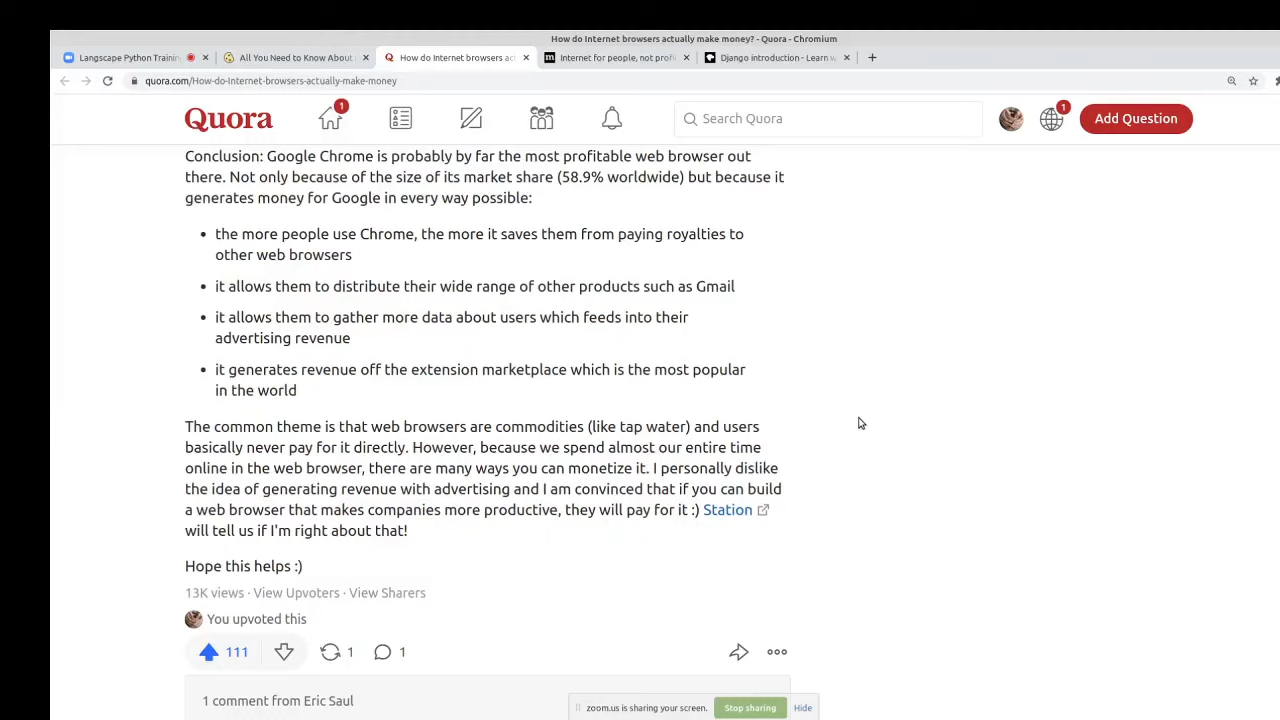 How do Internet browsers actually make money? - Quora - Chromium
Langscape Python Training
All You Need to Know About
How do Internet browsers ac
Internet for people, not profi
Django introduction - Learn w
quora.com/How-do-Internet-browsers-actually-make-money
Quora
1
Search Quora
1
Add Question
Conclusion: Google Chrome is probably by far the most profitable web browser out
there. Not only because of the size of its market share (58.9% worldwide) but because it
generates money for Google in every way possible:
• the more people use Chrome, the more it saves them from paying royalties to
other web browsers
• it allows them to distribute their wide range of other products such as Gmail
• it allows them to gather more data about users which feeds into their
advertising revenue
• it generates revenue off the extension marketplace which is the most popular
in the world
The common theme is that web browsers are commodities (like tap water) and users
basically never pay for it directly. However, because we spend almost our entire time
online in the web browser, there are many ways you can monetize it. I personally dislike
the idea of generating revenue with advertising and I am convinced that if you can build
a web browser that makes companies more productive, they will pay for it :) Station
will tell us if I'm right about that!
Hope this helps :)
13K views · View Upvoters · View Sharers
You upvoted this
111
1
1
1 comment from Eric Saul
zoom.us is sharing your screen.
Stop sharing
Hide